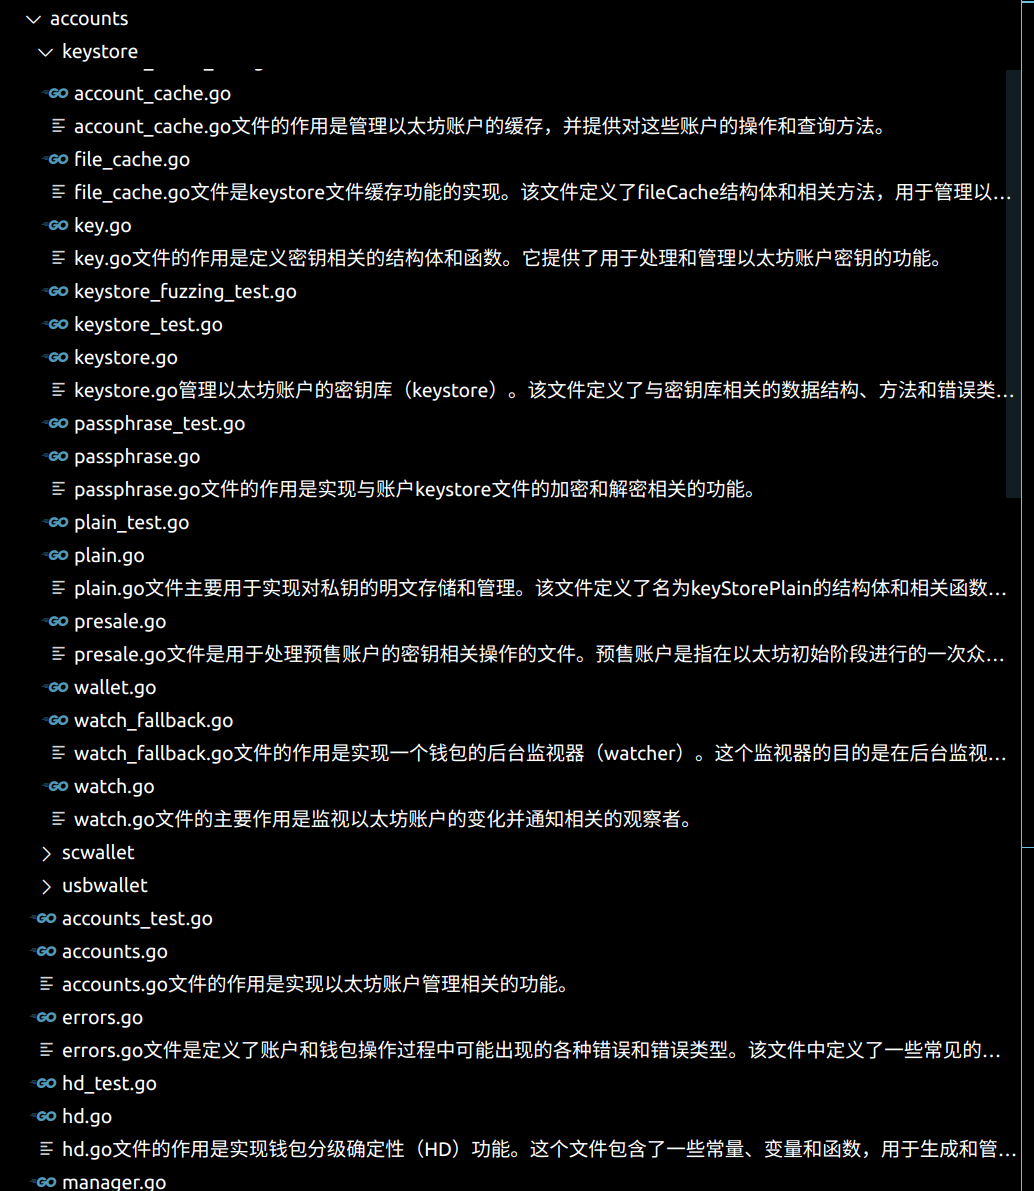 accounts
keystore
account_cache.go
account_cache.go文件的作用是管理以太坊账户的缓存，并提供对这些账户的操作和查询方法。
file_cache.go
file_cache.go文件是keystore文件缓存功能的实现。该文件定义了fileCache结构体和相关方法，用于管理以...
key.go
key.go文件的作用是定义密钥相关的结构体和函数。它提供了用于处理和管理以太坊账户密钥的功能。
keystore_fuzzing_test.go
keystore_test.go
keystore.go
keystore.go管理以太坊账户的密钥库（keystore）。该文件定义了与密钥库相关的数据结构、方法和错误类...
passphrase_test.go
passphrase.go
passphrase.go文件的作用是实现与账户keystore文件的加密和解密相关的功能。
plain_test.go
plain.go
plain.go文件主要用于实现对私钥的明文存储和管理。该文件定义了名为keyStorePlain的结构体和相关函数...
presale.go
presale.go文件是用于处理预售账户的密钥相关操作的文件。预售账户是指在以太坊初始阶段进行的一次众...
wallet.go
watch_fallback.go
watch_fallback.go文件的作用是实现一个钱包的后台监视器（watcher）。这个监视器的目的是在后台监视...
watch.go
watch.go文件的主要作用是监视以太坊账户的变化并通知相关的观察者。
scwallet
usbwallet
accounts_test.go
accounts.go
accounts.go文件的作用是实现以太坊账户管理相关的功能。
errors.go
errors.go文件是定义了账户和钱包操作过程中可能出现的各种错误和错误类型。该文件中定义了一些常见的...
hd_test.go
hd.go
hd.go文件的作用是实现钱包分级确定性（HD）功能。这个文件包含了一些常量、变量和函数，用于生成和管...
manager.go